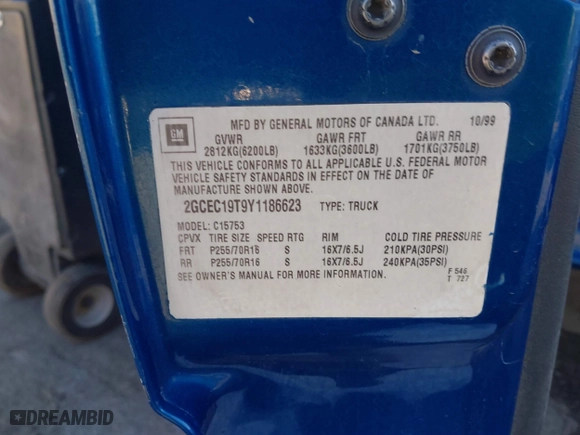 GM
MFD BY GENERAL MOTORS OF CANADA LTD. 10/99
GVWR GAWR FRT GAWR RR
2812KG(6200LB) 1633KG(3600LB) 1701KG(3750LB)
THIS VEHICLE CONFORMS TO ALL APPLICABLE U.S. FEDERAL MOTOR
VEHICLE SAFETY STANDARDS IN EFFECT ON THE DATE OF
MANUFACTURE SHOWN ABOVE.
2GCEC19T9Y1186623 TYPE: TRUCK
MODEL: C15753
CPVX TIRE SIZE SPEED RTG RIM COLD TIRE PRESSURE
FRT P255/70R16 S 16X7/6.5J 210KPA(30PSI)
RR P255/70R16 S 16X7/6.5J 240KPA(35PSI)
SEE OWNER'S MANUAL FOR MORE INFORMATION.
F 546
T 727
DREAMBID